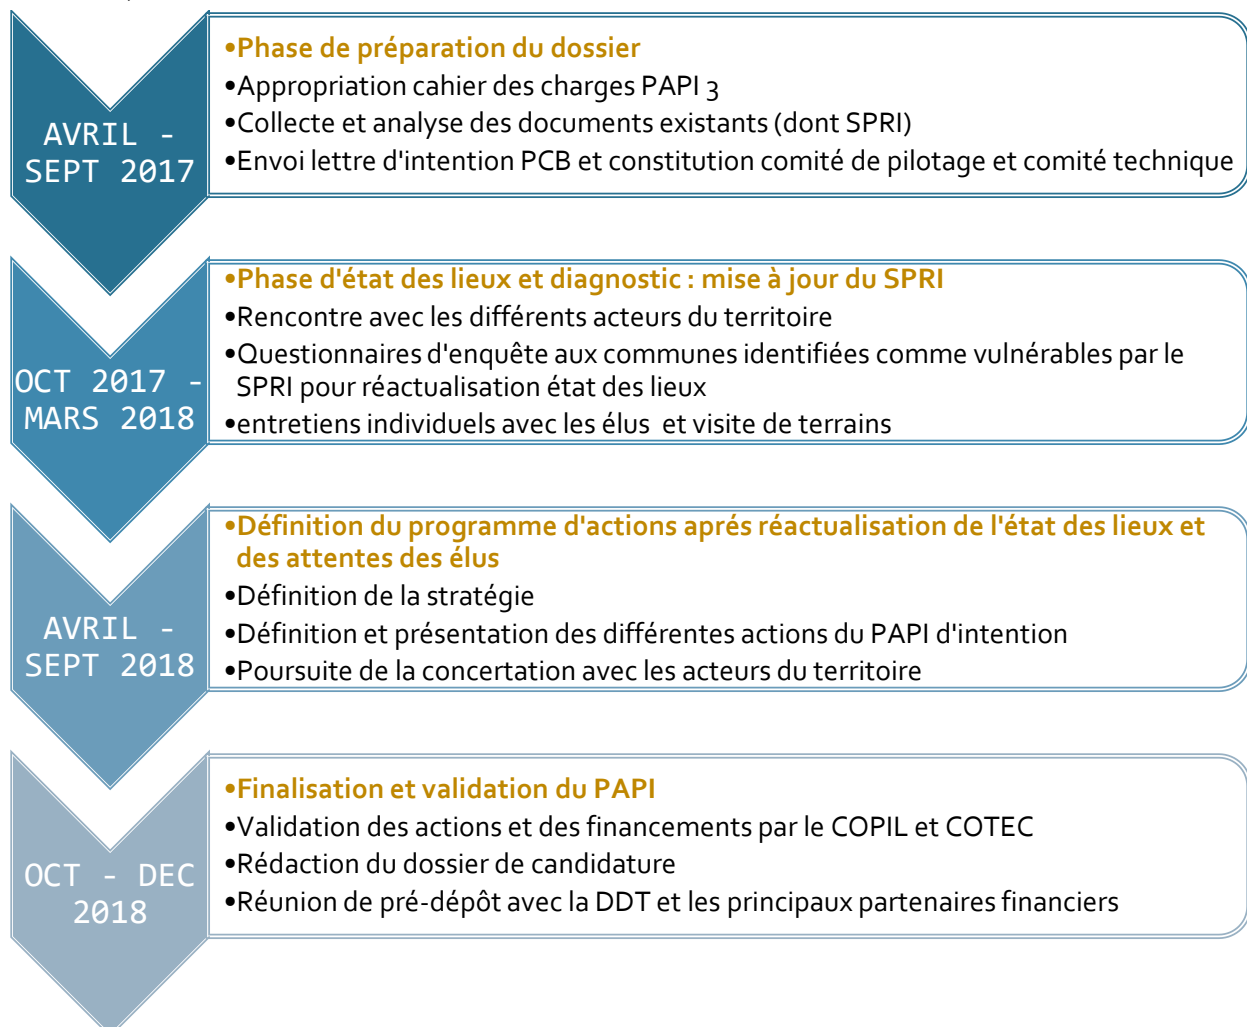 AVRIL -
SEPT 2017
•Phase de préparation du dossier
•Appropriation cahier des charges PAPI 3
•Collecte et analyse des documents existants (dont SPRI)
•Envoi lettre d'intention PCB et constitution comité de pilotage et comité technique
OCT 2017 -
MARS 2018
•Phase d'état des lieux et diagnostic : mise à jour du SPRI
•Rencontre avec les différents acteurs du territoire
•Questionnaires d'enquête aux communes identifiées comme vulnérables par le
SPRI pour réactualisation état des lieux
•entretiens individuels avec les élus et visite de terrains
AVRIL -
SEPT 2018
•Définition du programme d'actions aprés réactualisation de l'état des lieux et
des attentes des élus
•Définition de la stratégie
•Définition et présentation des différentes actions du PAPI d'intention
•Poursuite de la concertation avec les acteurs du territoire
OCT - DEC
2018
•Finalisation et validation du PAPI
•Validation des actions et des financements par le COPIL et COTEC
•Rédaction du dossier de candidature
•Réunion de pré-dépôt avec la DDT et les principaux partenaires financiers